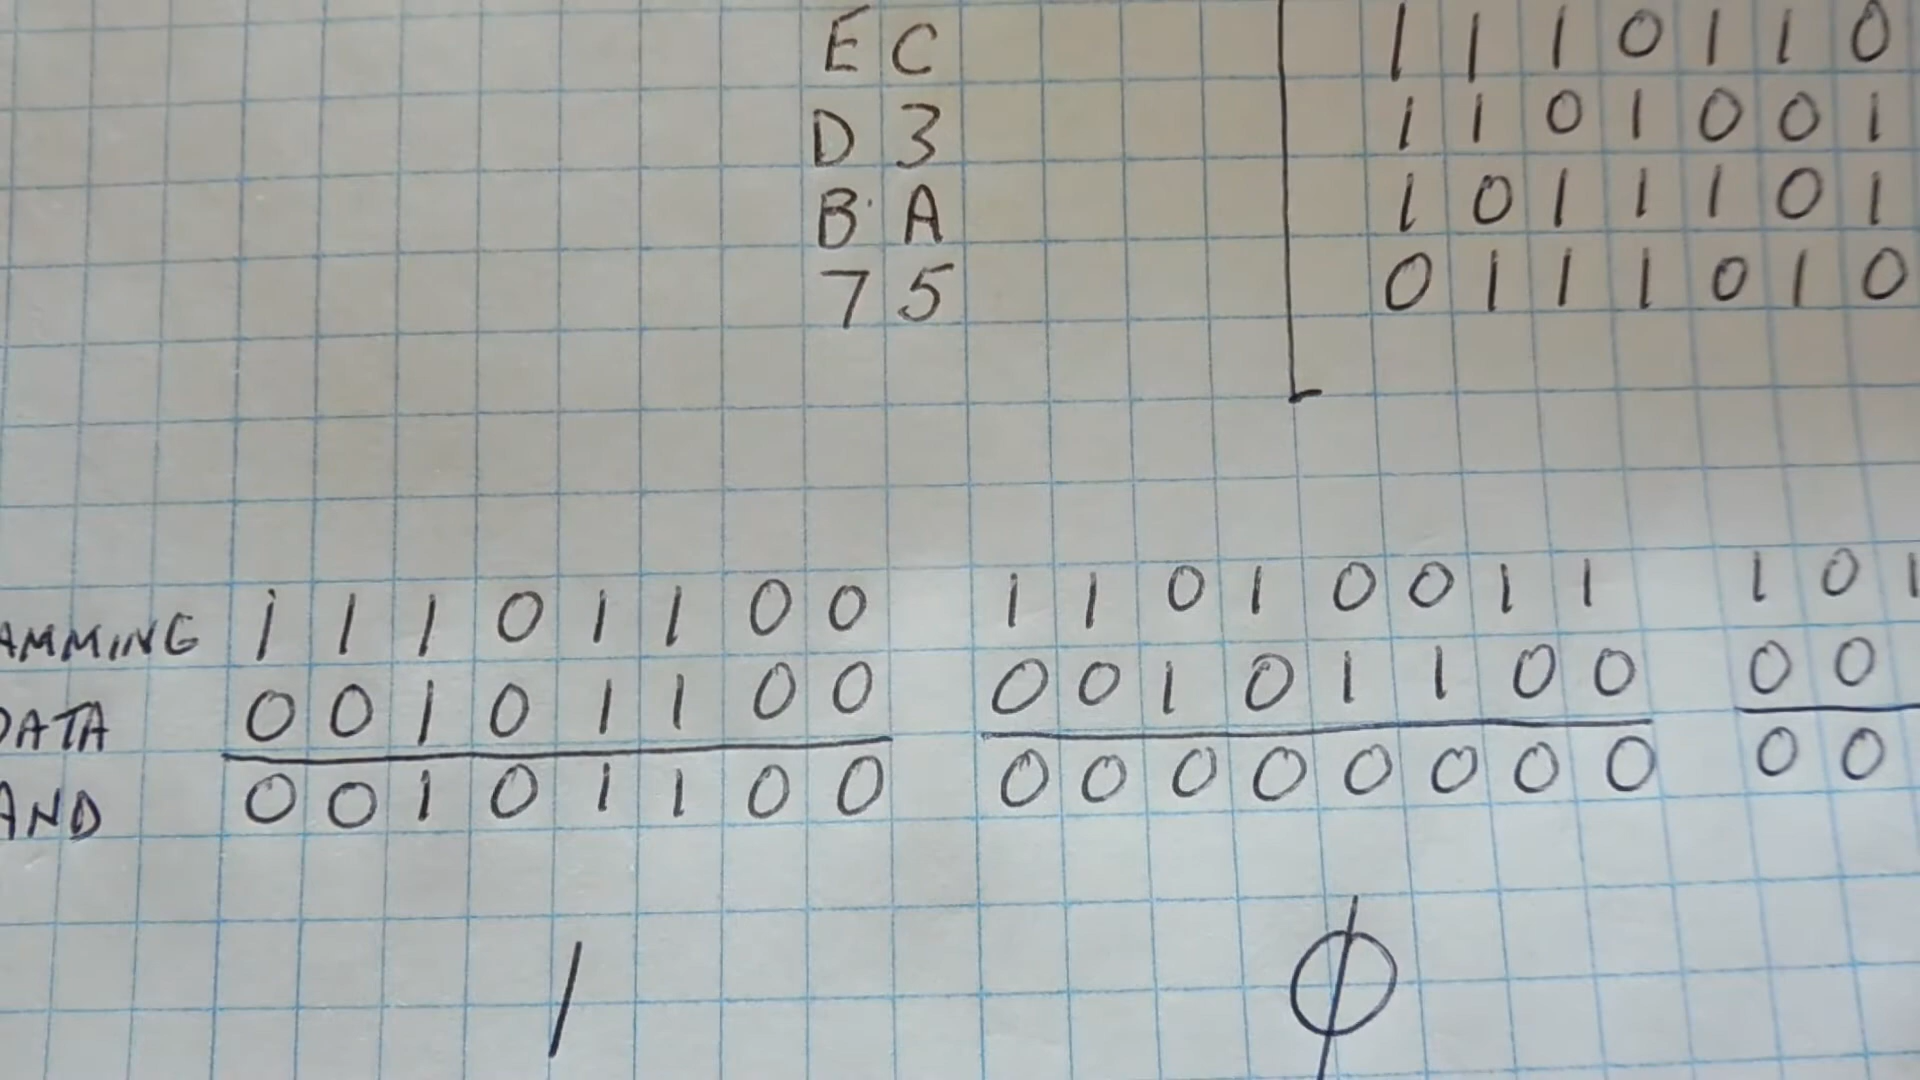 E C 1 1 1 0 1 1 0
D 3 1 1 0 1 0 0 1
B A 1 0 1 1 1 0 1
7 5 0 1 1 1 0 1 0
AMMING 1 1 1 0 1 1 0 0 1 1 0 1 0 0 1 1 1 0 1
DATA 0 0 1 0 1 1 0 0 0 0 1 0 1 1 0 0 0 0
AND 0 0 1 0 1 1 0 0 0 0 0 0 0 0 0 0 0 0
1 Ø